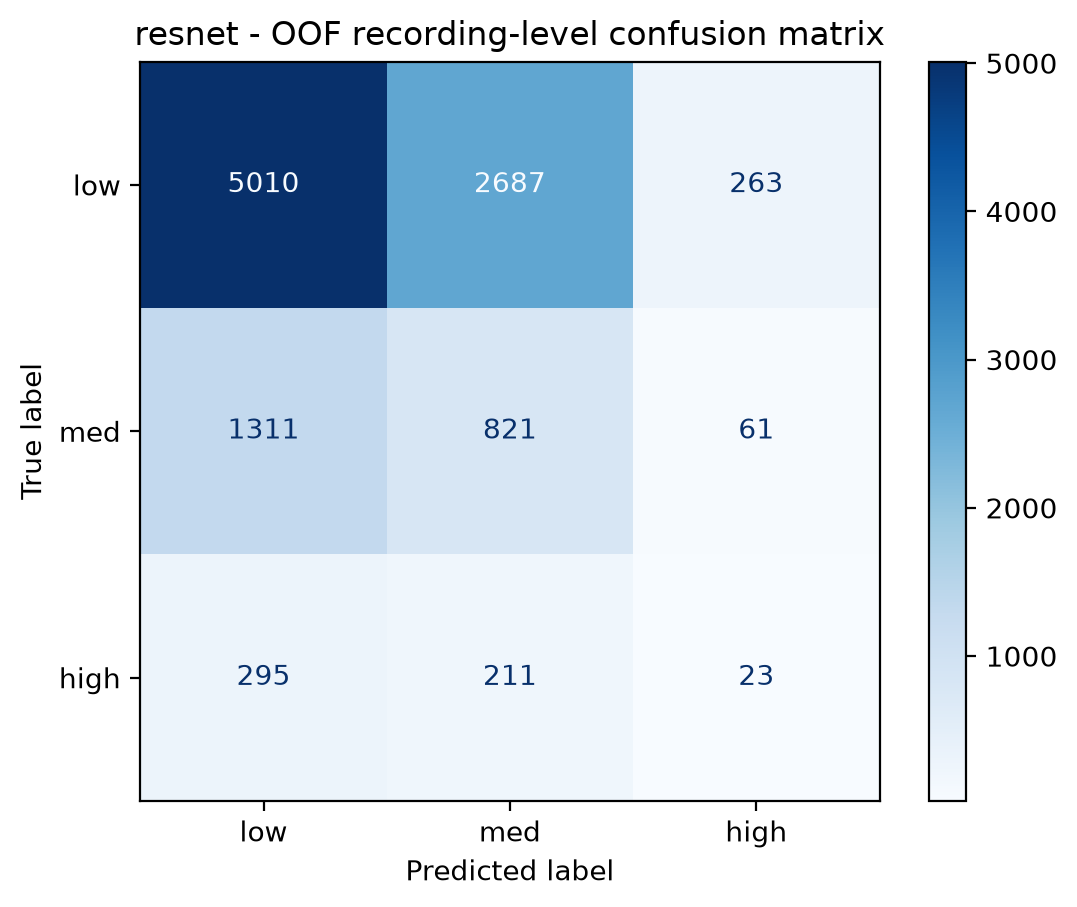 resnet - OOF recording-level confusion matrix
5000
4000
3000
2000
1000
True label
low
5010 2687 263
med
1311 821 61
high
295 211 23
low med high
Predicted label